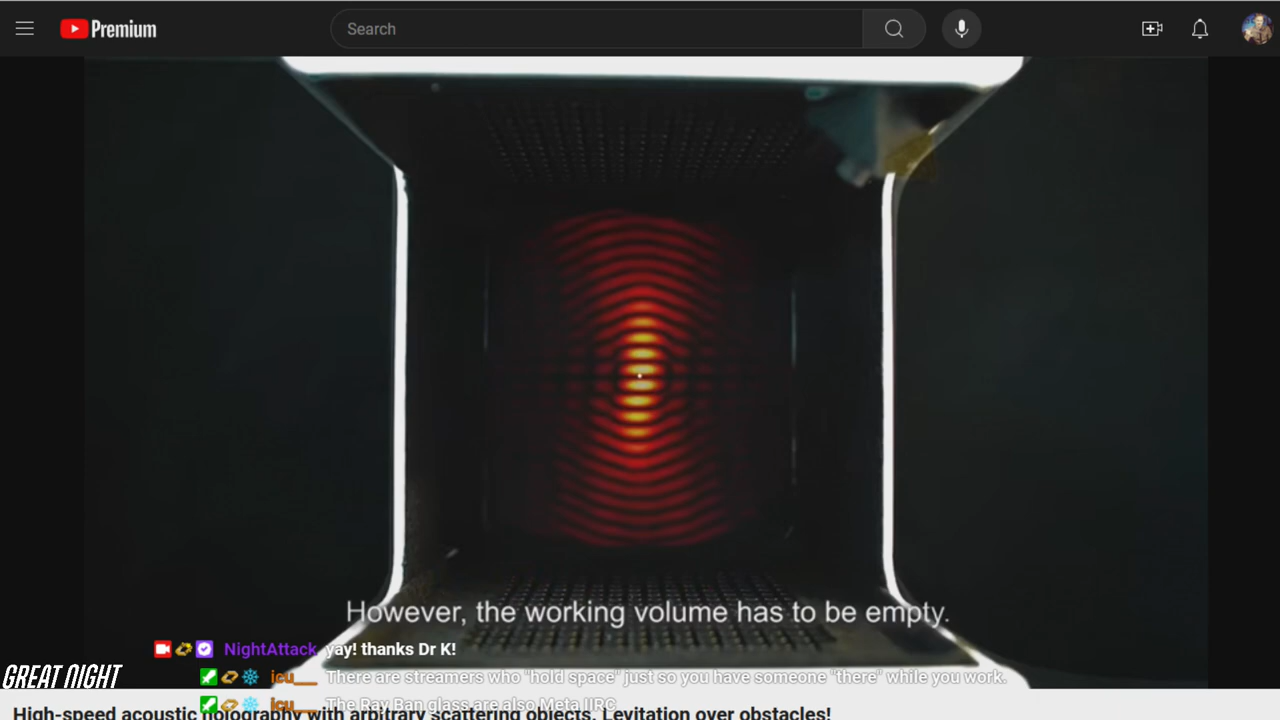 Premium
Search
However, the working volume has to be empty.
NightAttack yay! thanks Dr K!
GREAT NIGHT
icu___ There are streamers who "hold space" just so you have someone "there" while you work.
icu___ The Ray Ban glass are also Meta IIRC
High-speed acoustic holography with arbitrary scattering objects. Levitation over obstacles!